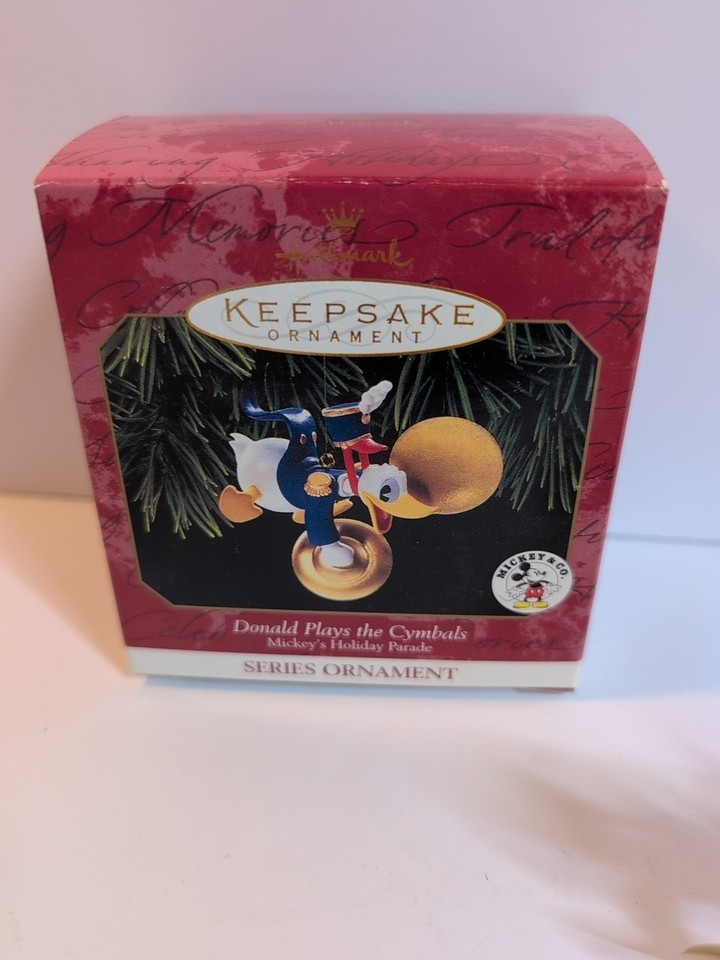 Memories
Hallmark
KEEPSAKE
ORNAMENT
MICKEY & CO.
Donald Plays the Cymbals
Mickey's Holiday Parade
SERIES ORNAMENT